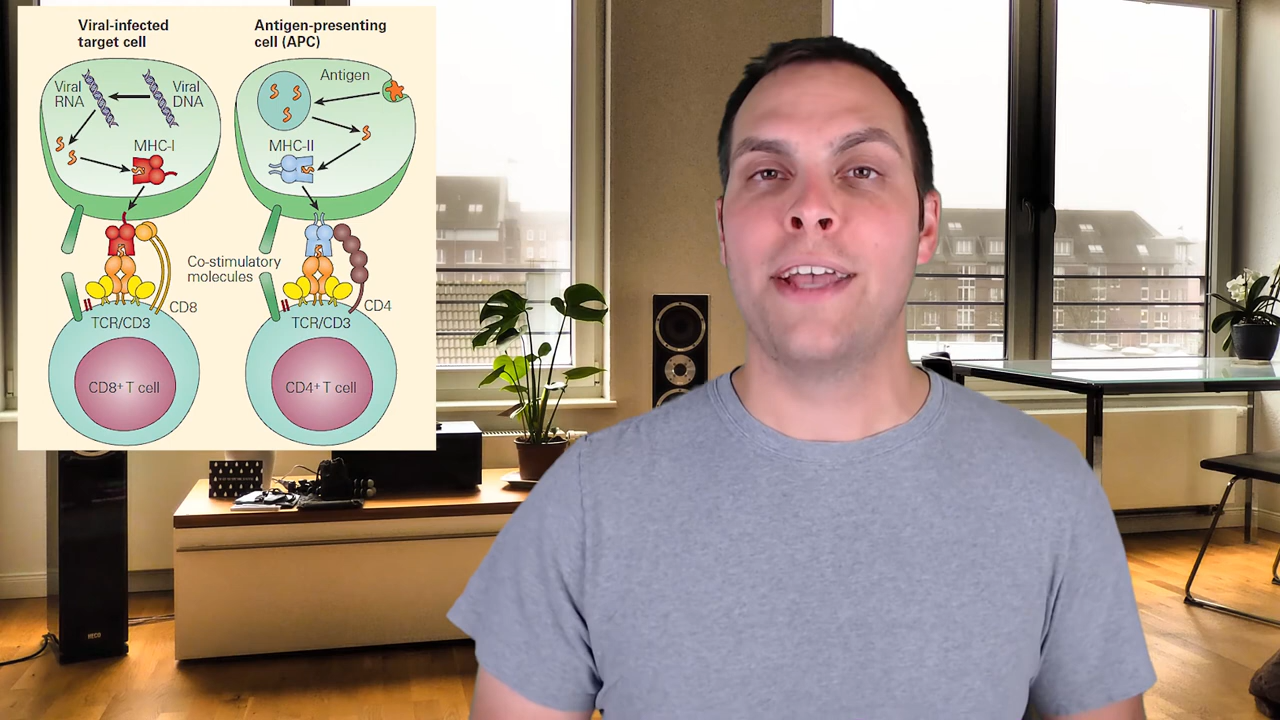 Viral-infected
target cell
Antigen-presenting
cell (APC)
Viral
RNA
Viral
DNA
MHC-I
Antigen
MHC-II
Co-stimulatory
molecules
CD8
CD4
TCR/CD3
TCR/CD3
CD8+ T cell
CD4+ T cell